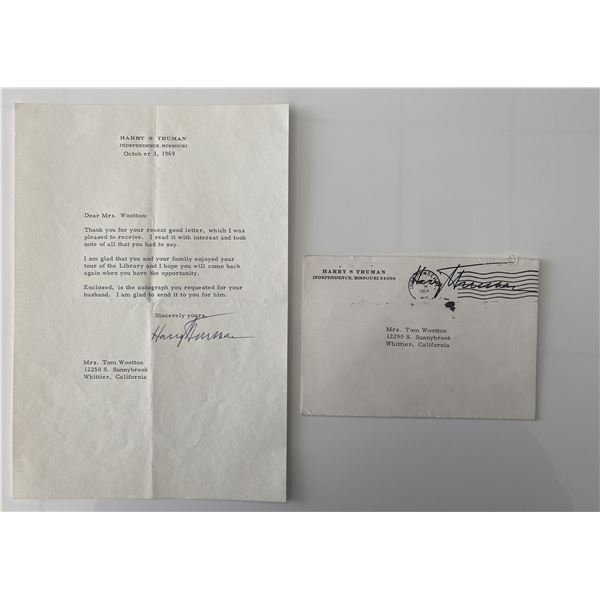 HARRY S TRUMAN
INDEPENDENCE, MISSOURI
October 3, 1969
Dear Mrs. Wootton:
Thank you for your recent good letter, which I was
pleased to receive. I read it with interest and took
note of all that you had to say.
I am glad that you and your family enjoyed your
tour of the Library and I hope you will come back
again when you have the opportunity.
Enclosed, is the autograph you requested for your
husband. I am glad to send it to you for him.
Sincerely yours,
Harry Truman
Mrs. Tom Wootton
12250 S. Sunnybrook
Whittier, California
HARRY S TRUMAN
INDEPENDENCE, MISSOURI 64050
1969
Harry Truman
Mrs. Tom Wootton
12250 S. Sunnybrook
Whittier, California